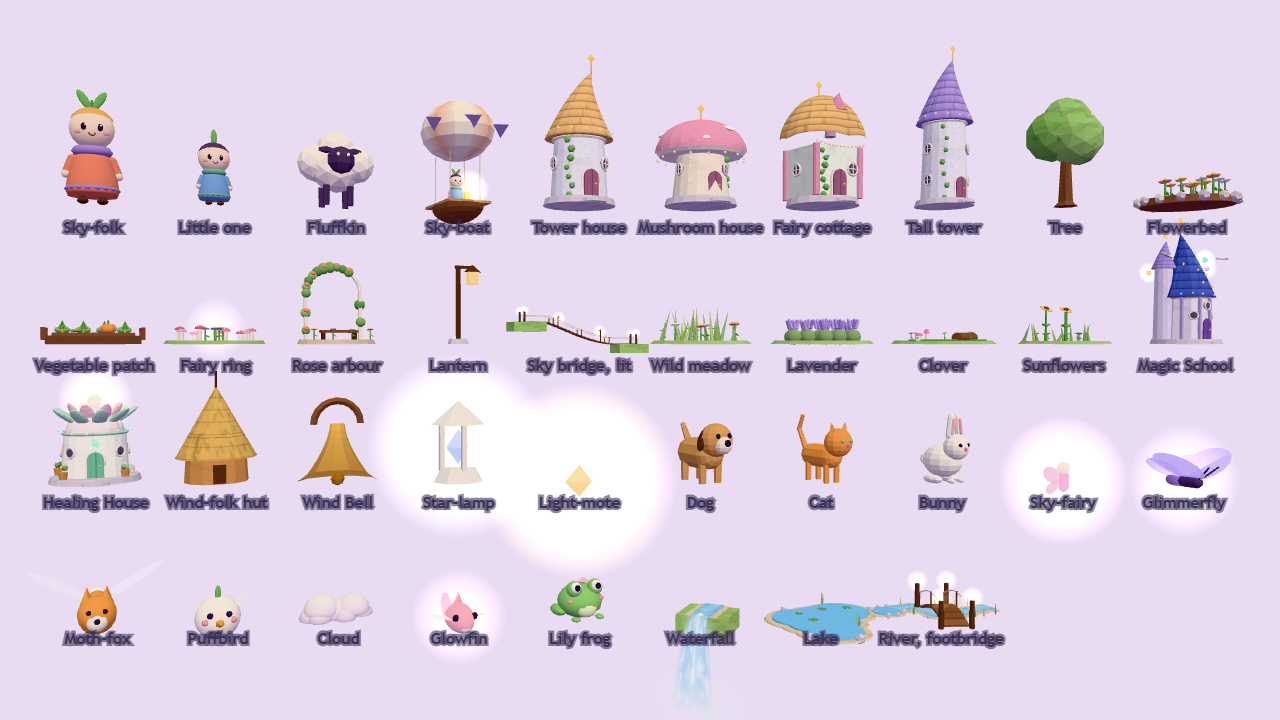 Sky-folk
Little one
Fluffkin
Sky-boat
Tower house
Mushroom house
Fairy cottage
Tall tower
Tree
Flowerbed
Vegetable patch
Fairy ring
Rose arbour
Lantern
Sky bridge, lit
Wild meadow
Lavender
Clover
Sunflowers
Magic School
Healing House
Wind-folk hut
Wind Bell
Star-lamp
Light-mote
Dog
Cat
Bunny
Sky-fairy
Glimmerfly
Moth-fox
Puffbird
Cloud
Glowfin
Lily frog
Waterfall
Lake
River, footbridge